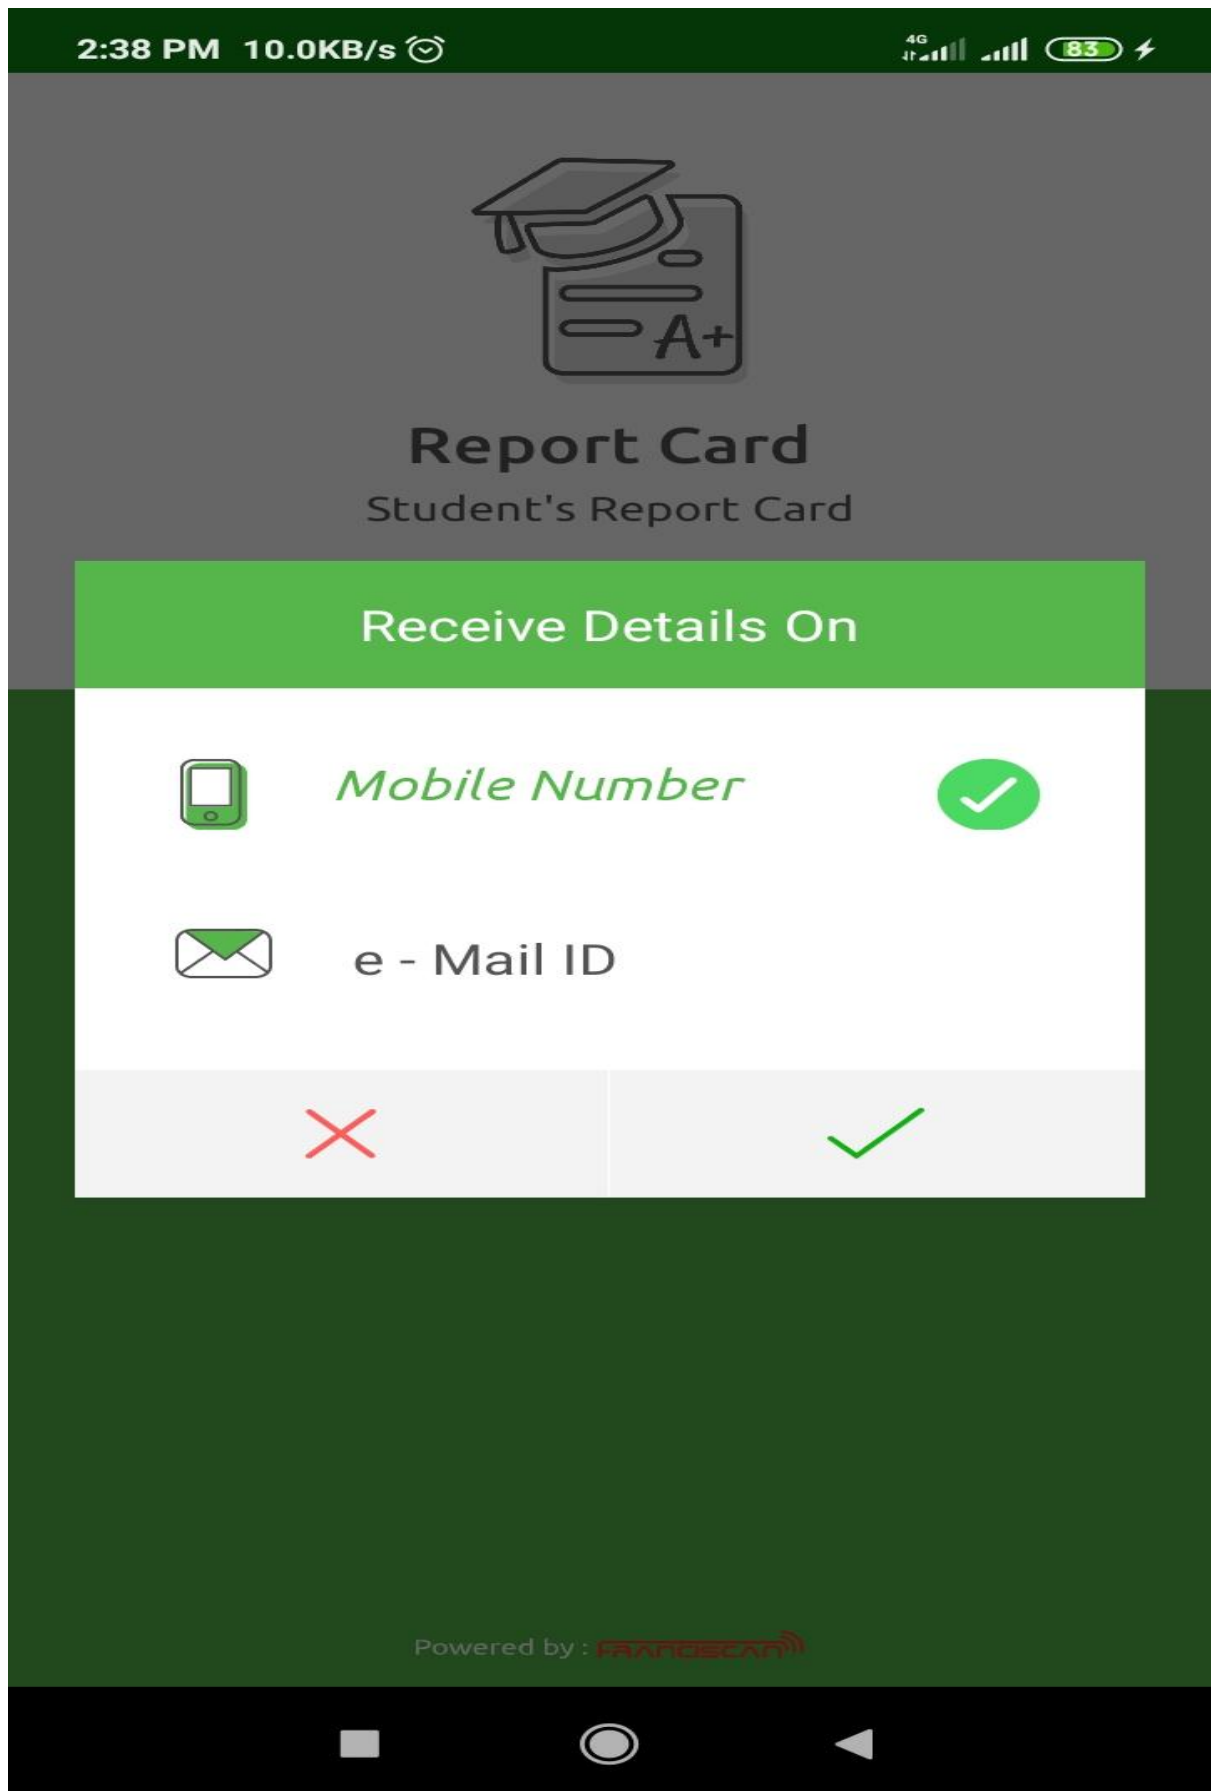 2:38 PM 10.0KB/s
4G
83
A+
Report Card
Student's Report Card
Receive Details On
Mobile Number
e - Mail ID
Powered by : FRANCISCAN